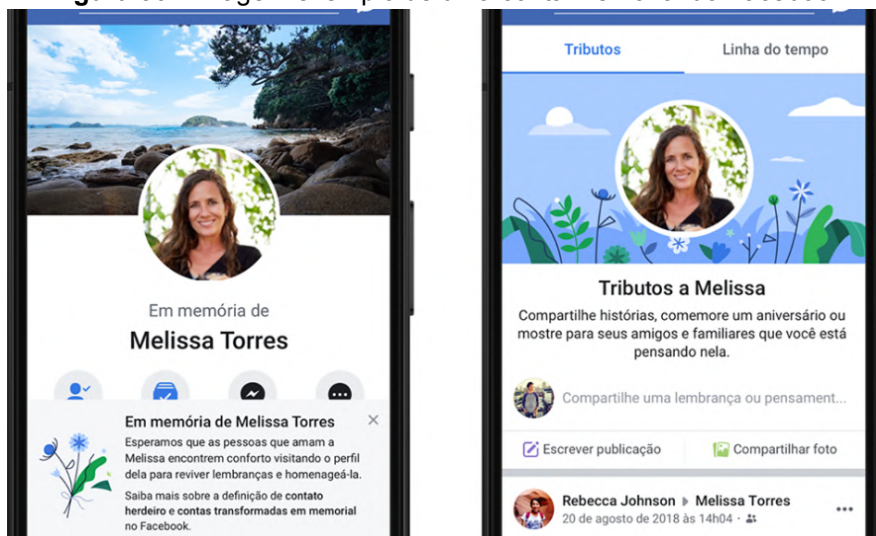 Em memória de
Melissa Torres
Em memória de Melissa Torres
Esperamos que as pessoas que amam a
Melissa encontrem conforto visitando o perfil
dela para reviver lembranças e homenageá-la.
Saiba mais sobre a definição de contato
herdeiro e contas transformadas em memorial
no Facebook.
Tributos
Linha do tempo
Tributos a Melissa
Compartilhe histórias, comemore um aniversário ou
mostre para seus amigos e familiares que você está
pensando nela.
Compartilhe uma lembrança ou pensament...
Escrever publicação
Compartilhar foto
Rebecca Johnson ▸ Melissa Torres
20 de agosto de 2018 às 14h04 ·